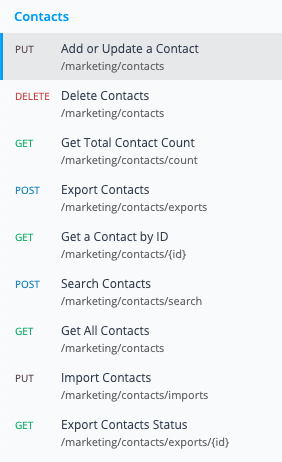 Contacts
PUT Add or Update a Contact
/marketing/contacts
DELETE Delete Contacts
/marketing/contacts
GET Get Total Contact Count
/marketing/contacts/count
POST Export Contacts
/marketing/contacts/exports
GET Get a Contact by ID
/marketing/contacts/{id}
POST Search Contacts
/marketing/contacts/search
GET Get All Contacts
/marketing/contacts
PUT Import Contacts
/marketing/contacts/imports
GET Export Contacts Status
/marketing/contacts/exports/{id}